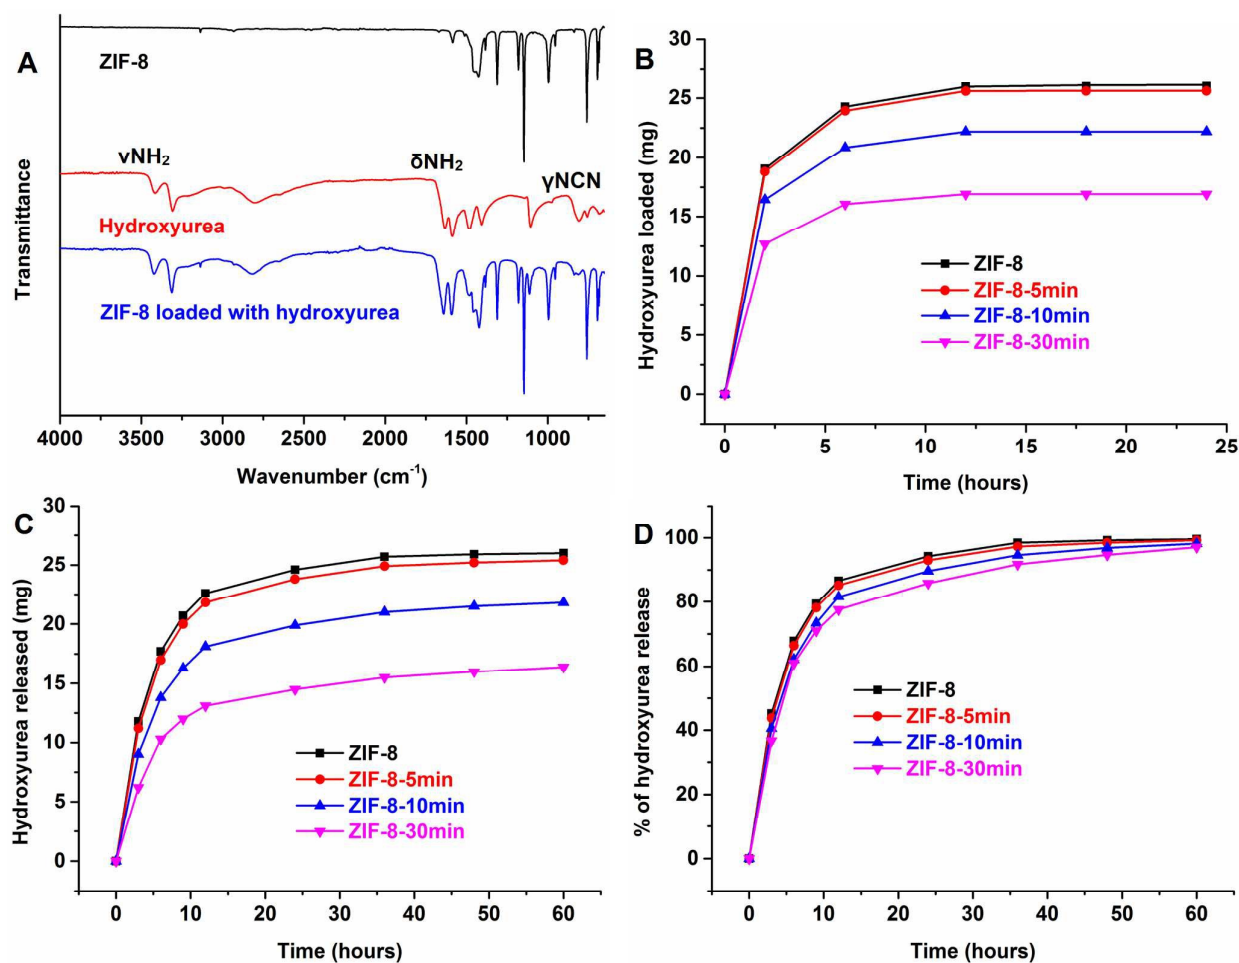 A
ZIF-8
νNH₂
δNH₂
γNCN
Hydroxyurea
ZIF-8 loaded with hydroxyurea
Transmittance
4000 3500 3000 2500 2000 1500 1000
Wavenumber (cm⁻¹)
B
30
25
20
15
10
5
0
Hydroxyurea loaded (mg)
ZIF-8
ZIF-8-5min
ZIF-8-10min
ZIF-8-30min
0 5 10 15 20 25
Time (hours)
C
30
25
20
15
10
5
0
Hydroxyurea released (mg)
ZIF-8
ZIF-8-5min
ZIF-8-10min
ZIF-8-30min
0 10 20 30 40 50 60
Time (hours)
D
100
80
60
40
20
0
% of hydroxyurea release
ZIF-8
ZIF-8-5min
ZIF-8-10min
ZIF-8-30min
0 10 20 30 40 50 60
Time (hours)